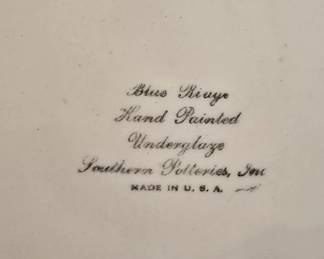 Blue Ridge
Hand Painted
Underglaze
Southern Potteries, Inc
MADE IN U. S. A.